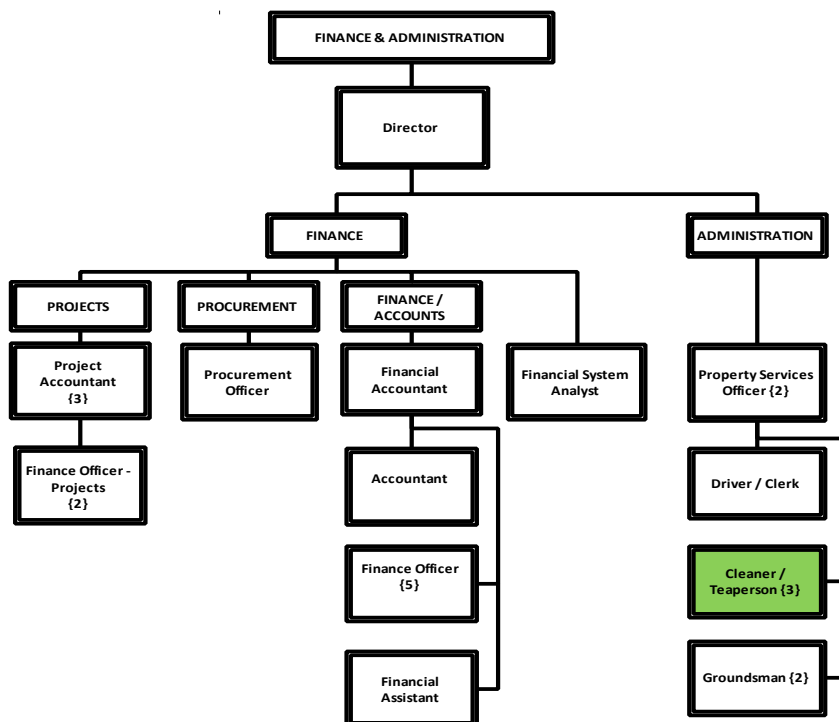 FINANCE & ADMINISTRATION
Director
FINANCE
ADMINISTRATION
PROJECTS
PROCUREMENT
FINANCE /
ACCOUNTS
Project
Accountant
{3}
Procurement
Officer
Financial
Accountant
Financial System
Analyst
Property Services
Officer {2}
Finance Officer -
Projects
{2}
Accountant
Driver / Clerk
Finance Officer
{5}
Cleaner /
Teaperson {3}
Financial
Assistant
Groundsman {2}